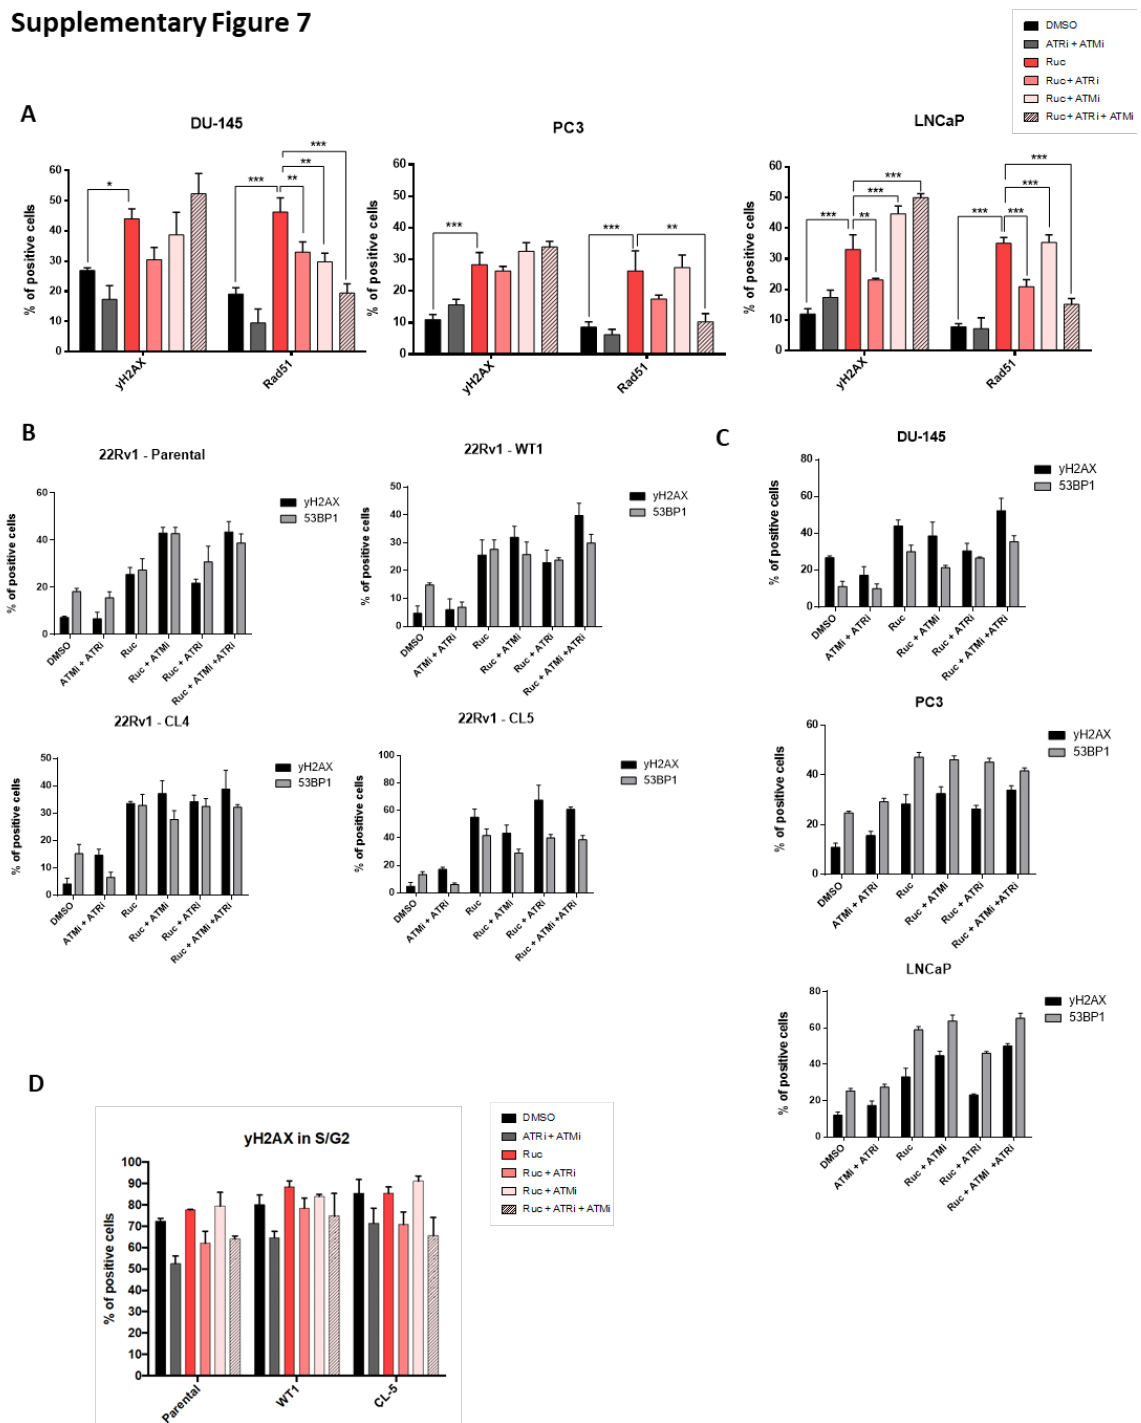 Supplementary Figure 7
DMSO
ATRi + ATMi
Ruc
Ruc + ATRi
Ruc + ATMi
Ruc + ATRi + ATMi
A
DU-145
% of positive cells
60
50
40
30
20
10
0
*
***
**
**
***
yH2AX
Rad51
PC3
% of positive cells
60
50
40
30
20
10
0
***
***
**
yH2AX
Rad51
LNCaP
% of positive cells
60
50
40
30
20
10
0
***
**
***
***
***
***
***
***
yH2AX
Rad51
B
22Rv1 - Parental
% of positive cells
60
40
20
0
yH2AX
53BP1
DMSO
ATMi + ATRi
Ruc
Ruc + ATMi
Ruc + ATRi
Ruc + ATMi +ATRi
22Rv1 - WT1
% of positive cells
50
40
30
20
10
0
yH2AX
53BP1
DMSO
ATMi + ATRi
Ruc
Ruc + ATMi
Ruc + ATRi
Ruc + ATMi +ATRi
22Rv1 - CL4
% of positive cells
50
40
30
20
10
0
yH2AX
53BP1
DMSO
ATMi + ATRi
Ruc
Ruc + ATMi
Ruc + ATRi
Ruc + ATMi +ATRi
22Rv1 - CL5
% of positive cells
100
80
60
40
20
0
yH2AX
53BP1
DMSO
ATMi + ATRi
Ruc
Ruc + ATMi
Ruc + ATRi
Ruc + ATMi +ATRi
C
DU-145
% of positive cells
80
60
40
20
0
yH2AX
53BP1
DMSO
ATMi + ATRi
Ruc
Ruc + ATMi
Ruc + ATRi
Ruc + ATMi +ATRi
PC3
% of positive cells
60
40
20
0
yH2AX
53BP1
DMSO
ATMi + ATRi
Ruc
Ruc + ATMi
Ruc + ATRi
Ruc + ATMi +ATRi
LNCaP
% of positive cells
80
60
40
20
0
yH2AX
53BP1
DMSO
ATMi + ATRi
Ruc
Ruc + ATMi
Ruc + ATRi
Ruc + ATMi +ATRi
D
yH2AX in S/G2
% of positive cells
100
90
80
70
60
50
40
30
20
10
0
Parental
WT1
CL-5
DMSO
ATRi + ATMi
Ruc
Ruc + ATRi
Ruc + ATMi
Ruc + ATRi + ATMi